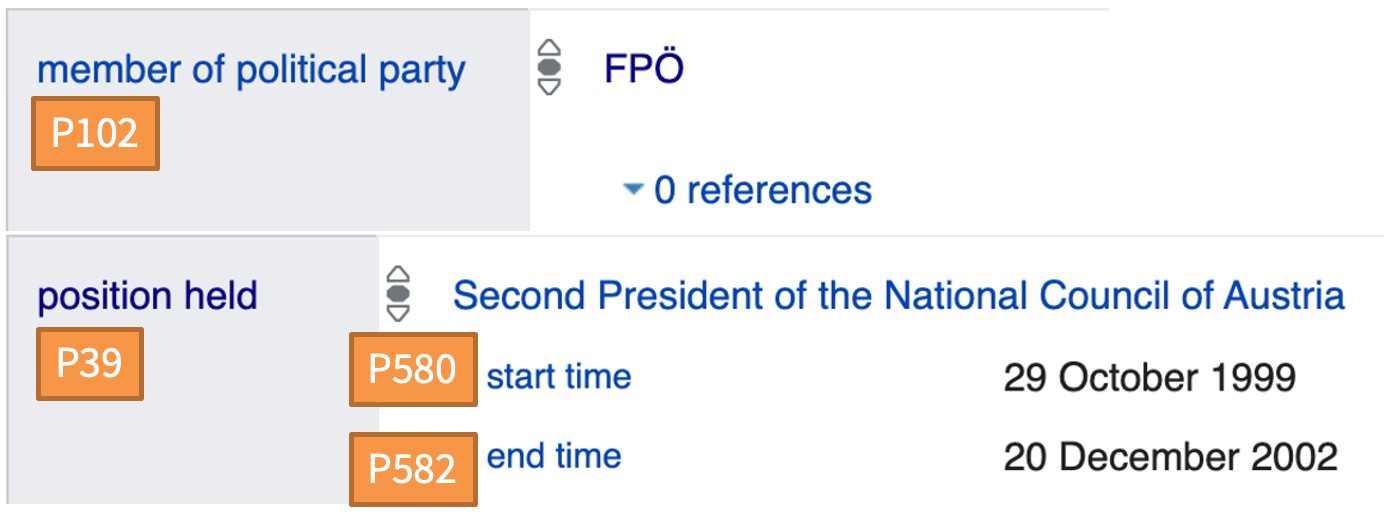 member of political party FPÖ
P102
0 references
position held Second President of the National Council of Austria
P39 P580 start time 29 October 1999
P582 end time 20 December 2002